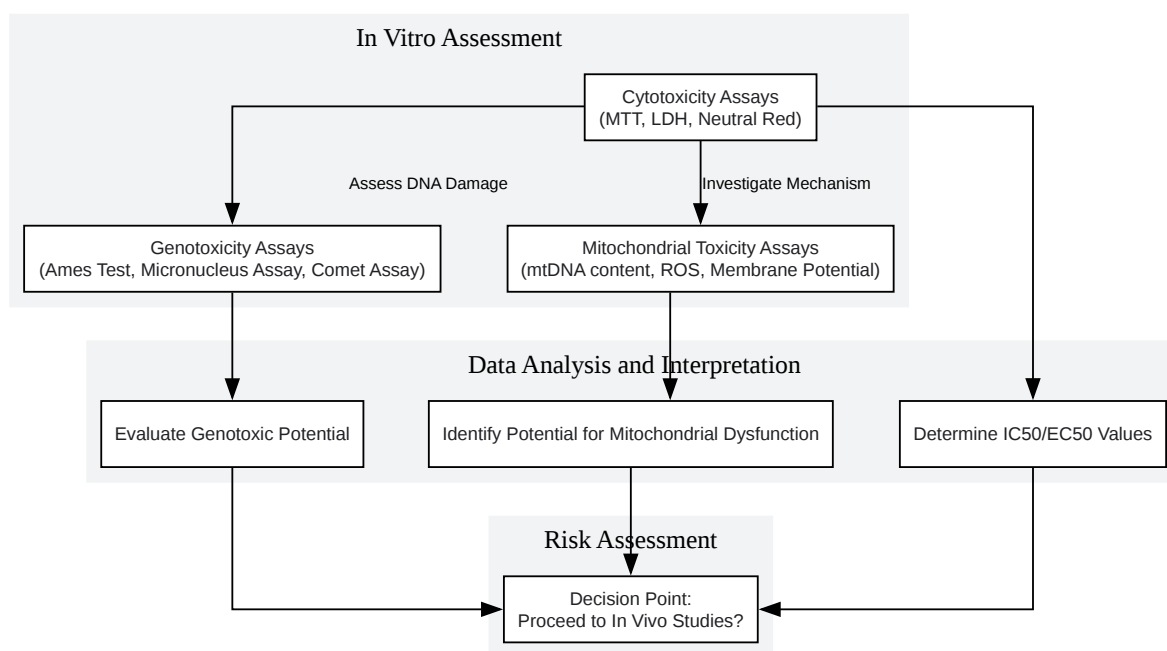 In Vitro Assessment
Cytotoxicity Assays
(MTT, LDH, Neutral Red)
Assess DNA Damage
Investigate Mechanism
Genotoxicity Assays
(Ames Test, Micronucleus Assay, Comet Assay)
Mitochondrial Toxicity Assays
(mtDNA content, ROS, Membrane Potential)
Data Analysis and Interpretation
Evaluate Genotoxic Potential
Identify Potential for Mitochondrial Dysfunction
Determine IC50/EC50 Values
Risk Assessment
Decision Point:
Proceed to In Vivo Studies?